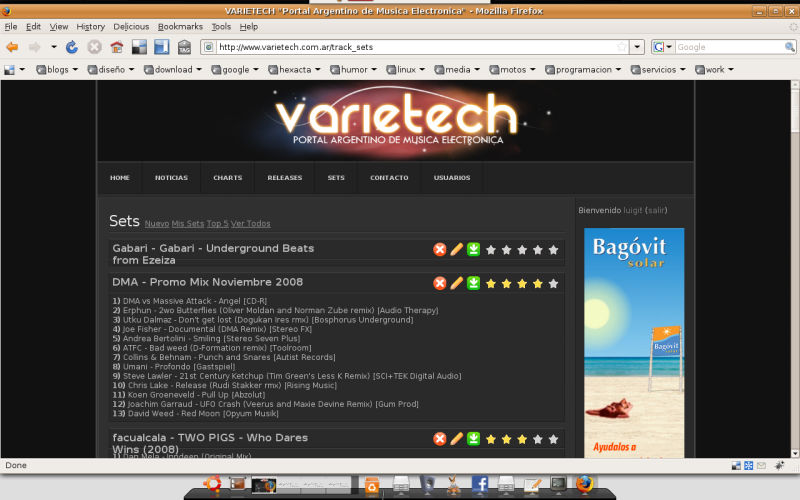 VARIETECH "Portal Argentino de Musica Electronica" - Mozilla Firefox
File Edit View History Delicious Bookmarks Tools Help
TAG http://www.varietech.com.ar/track_sets Google
blogs diseño download google hexacta humor linux media motos programacion servicios work
varietech
PORTAL ARGENTINO DE MUSICA ELECTRONICA
HOME NOTICIAS CHARTS RELEASES SETS CONTACTO USUARIOS
Bienvenido luigit (salir)
Sets Nuevo Mis Sets Top 5 Ver Todos
Gabari - Gabari - Underground Beats
from Ezeiza
DMA - Promo Mix Noviembre 2008
1) DMA vs Massive Attack - Angel [CD-R]
2) Erphun - 2wo Butterflies (Oliver Moldan and Norman Zube remix) [Audio Therapy]
3) Utku Dalmaz - Don't get lost (Dogukan Ires rmx) [Bosphorus Underground]
4) Joe Fisher - Documental (DMA Remix) [Stereo FX]
5) Andrea Bertolini - Smiling [Stereo Seven Plus]
6) ATFC - Bad weed (D-Formation remix) [Toolroom]
7) Collins & Behnam - Punch and Snares [Autist Records]
8) Umani - Profondo [Gastspiel]
9) Steve Lawler - 21st Century Ketchup (Tim Green's Less K Remix) [SCI+TEK Digital Audio]
10) Chris Lake - Release (Rudi Stakker rmx) [Rising Music]
11) Koen Groeneveld - Pull Up [Abzolut]
12) Joachim Garraud - UFO Crash (Veerus and Maxie Devine Remix) [Gum Prod]
13) David Weed - Red Moon [Opyum Musik]
facualcala - TWO PIGS - Who Dares
Wins (2008)
1) Dan Mela - Inndeep (Original Mix)
Bagóvit
solar
Bagóvit
solar
Ayudalos a
Done